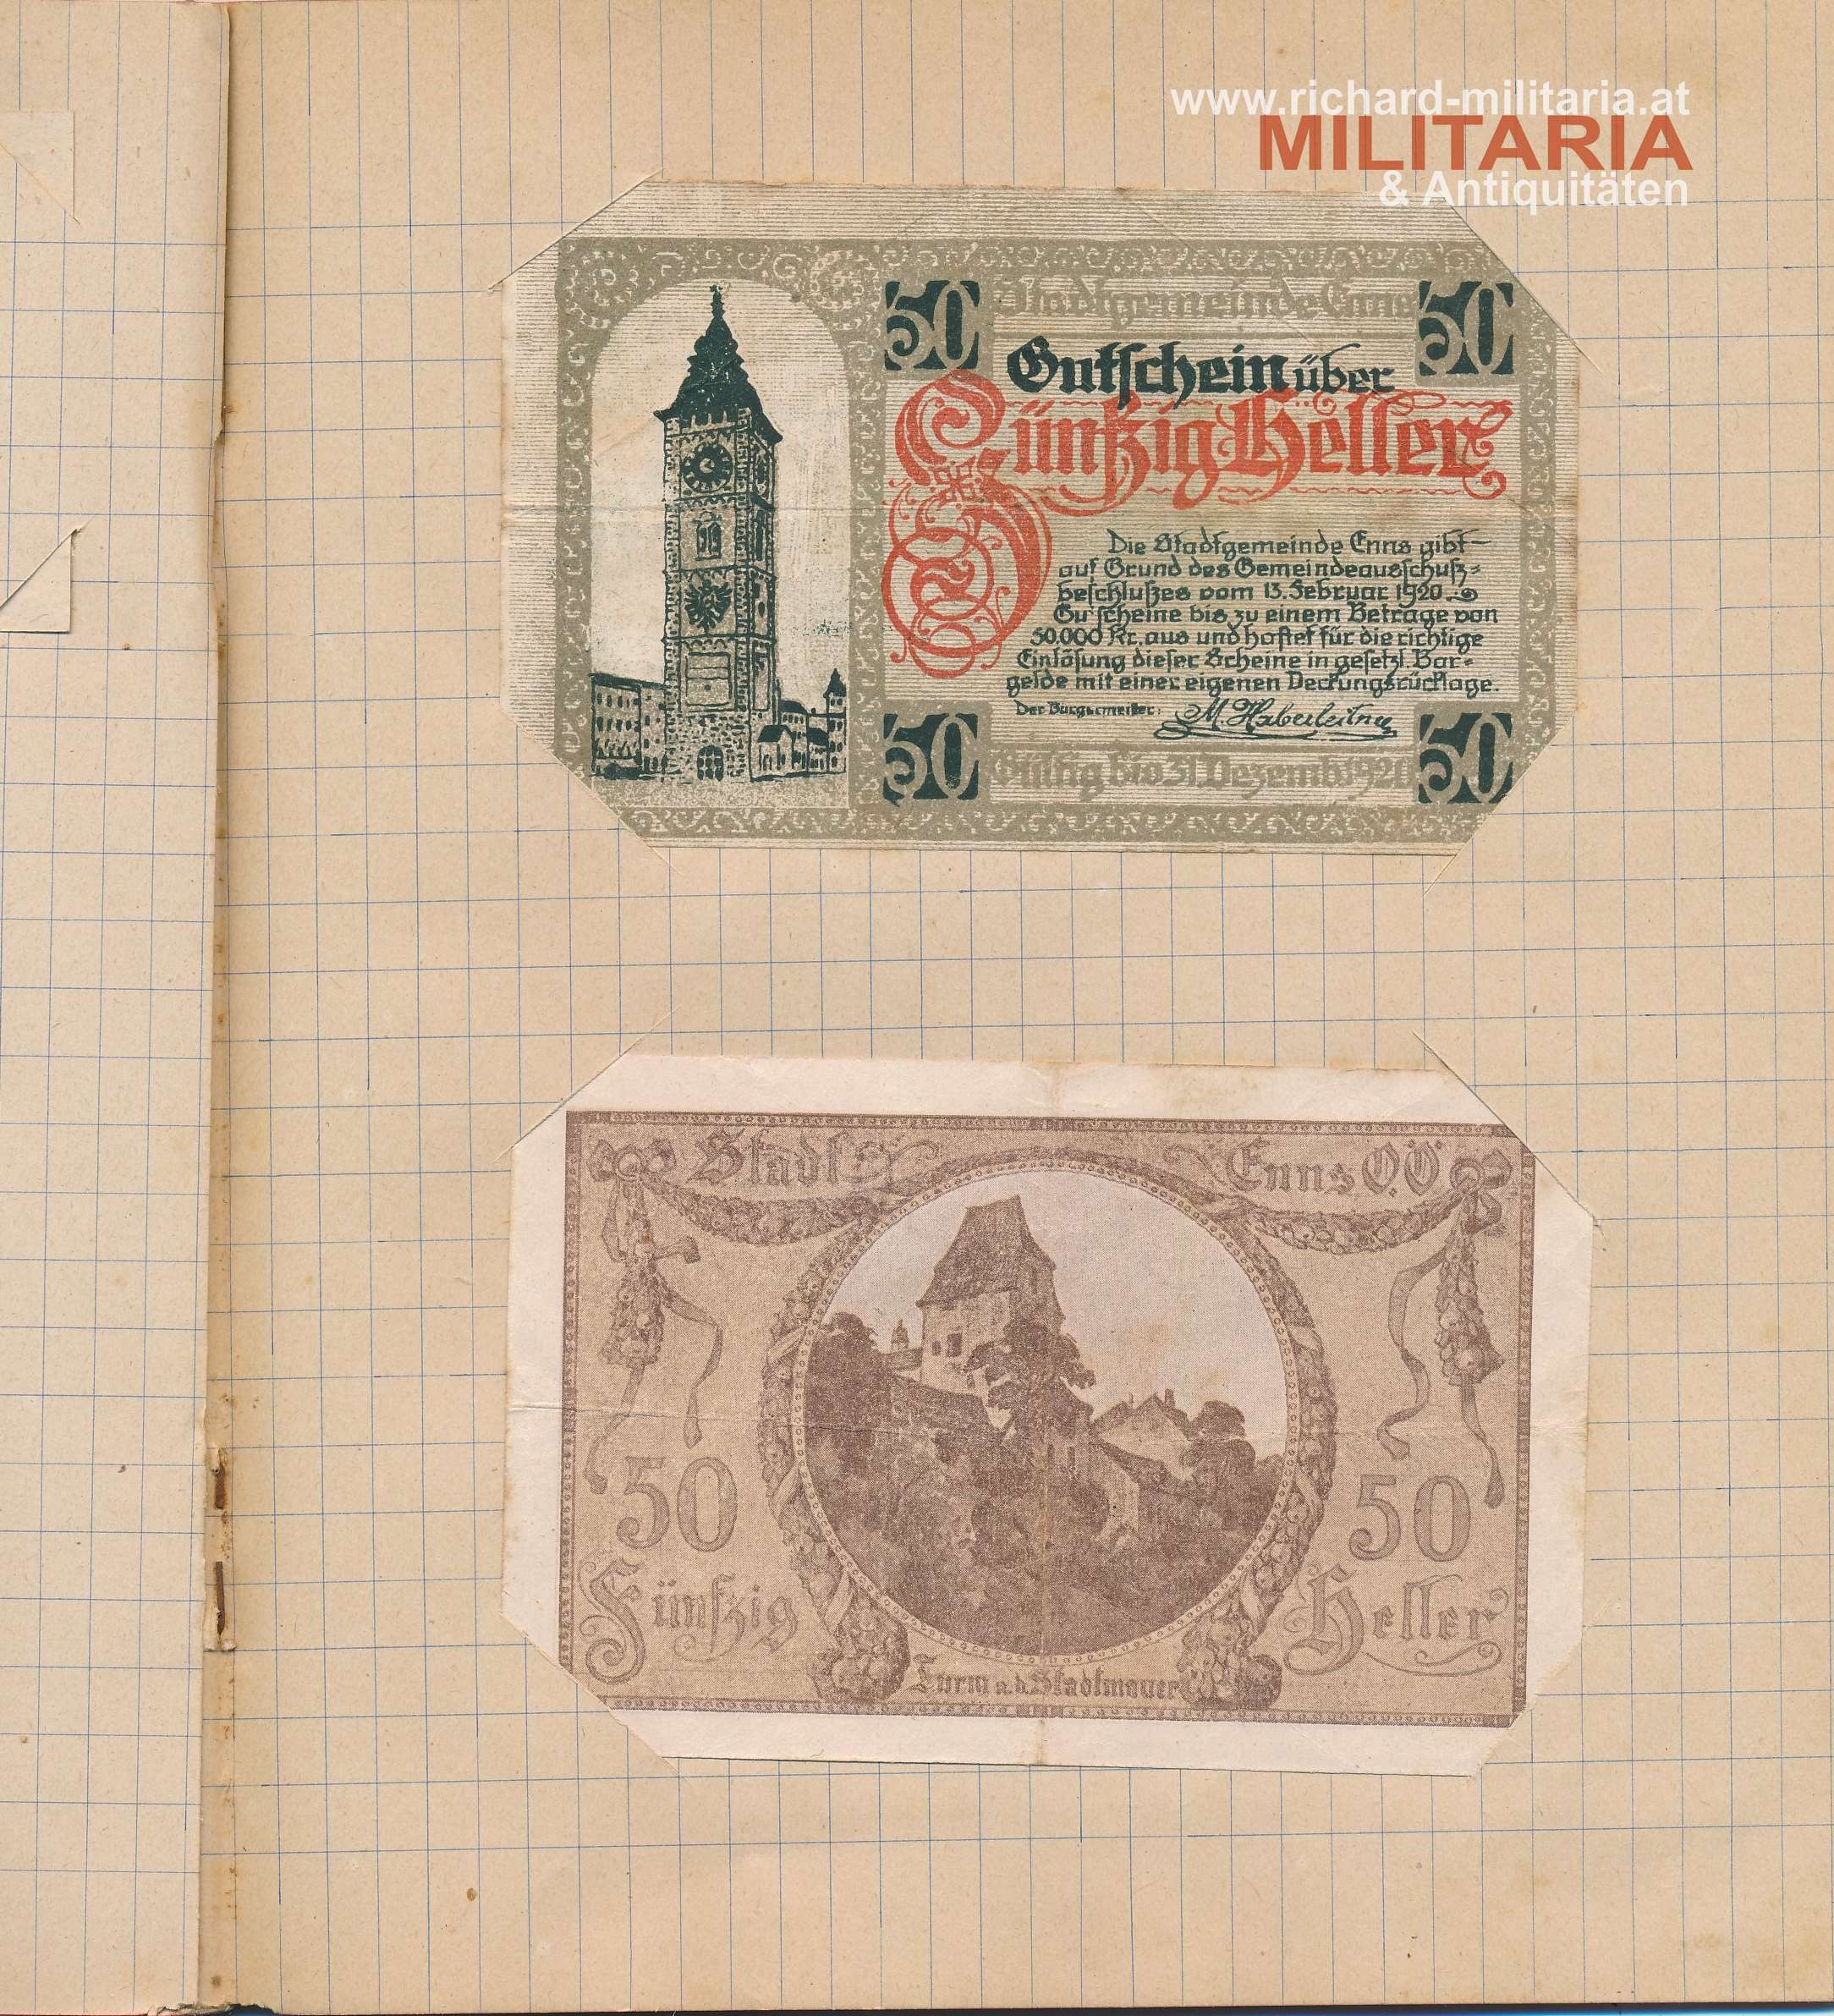 www.richard-militaria.at
MILITARIA
& Antiquitäten
50 Stadtgemeinde Enns 50
Gutschein über
Fünfzig Heller
Die Stadtgemeinde Enns gibt
auf Grund des Gemeindeausschuß-
beschlußes vom 13. Februar 1920
Gutscheine bis zu einem Betrage von
50.000 Kr. aus und haftet für die richtige
Einlösung dieser Scheine in gesetzl. Bar-
gelde mit einer eigenen Deckungsrücklage.
Der Bürgermeister: M. Haberleitner
50 Gültig bis 31. Dezemb. 1920 50
Stadt Enns O.Ö
50 50
Fünfzig Heller
Turm a. d. Stadtmauer